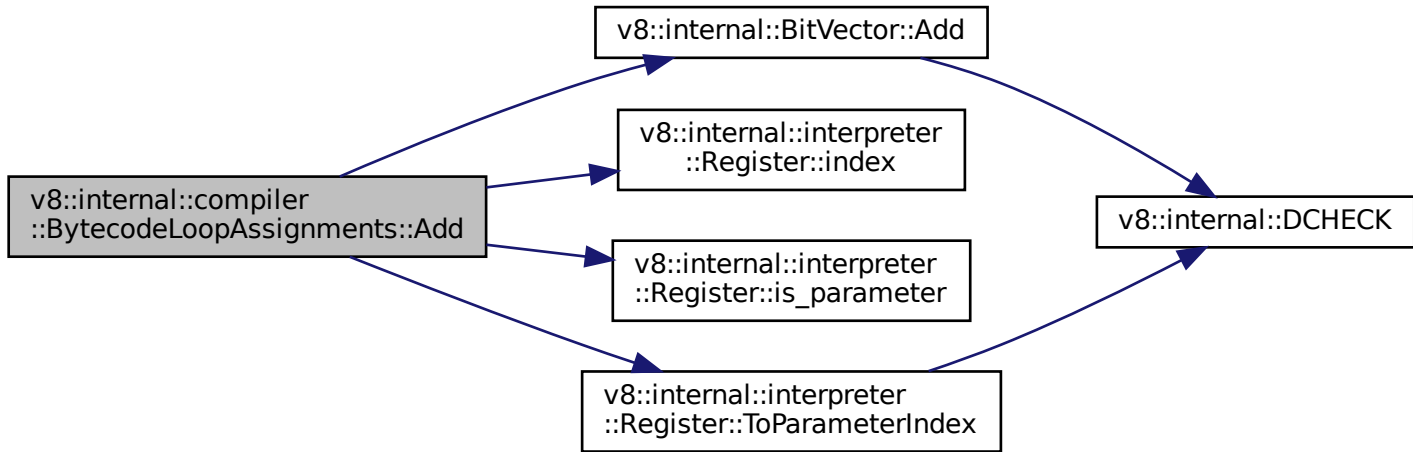 v8::internal::BitVector::Add
v8::internal::interpreter
::Register::index
v8::internal::compiler
::BytecodeLoopAssignments::Add
v8::internal::DCHECK
v8::internal::interpreter
::Register::is_parameter
v8::internal::interpreter
::Register::ToParameterIndex